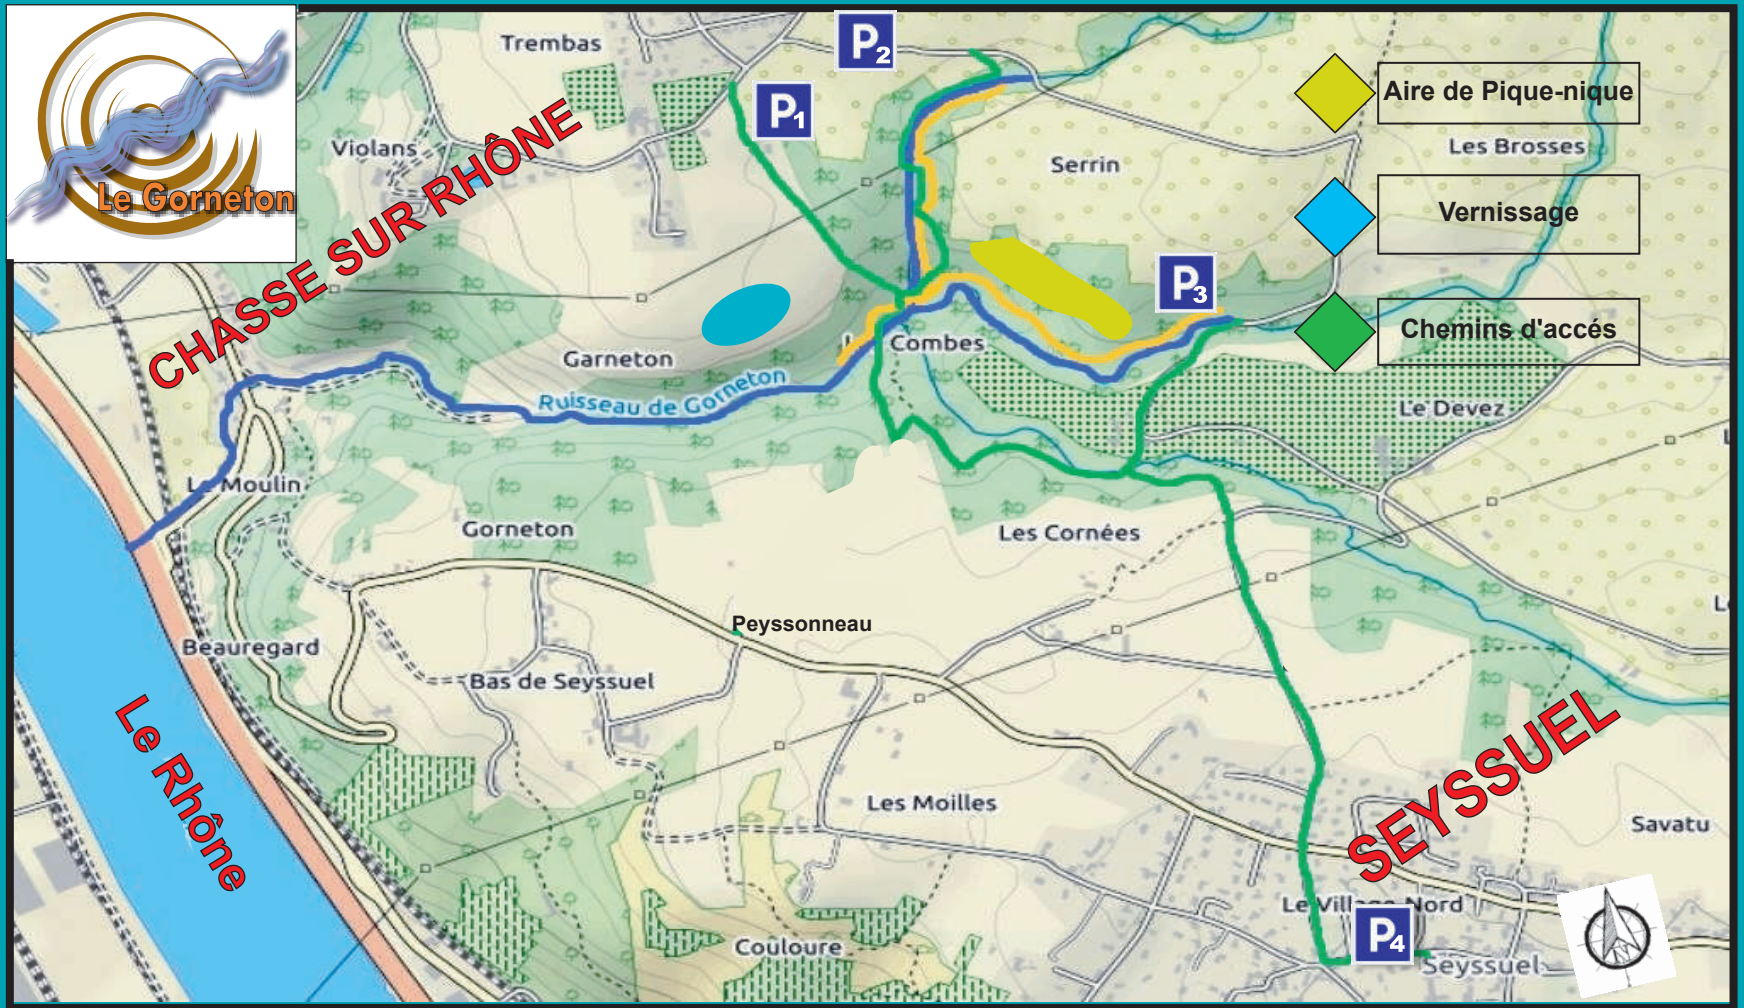 Le Gorneton
CHASSE SUR RHÔNE
Trembas
Violans
P1
P2
Serrin
Aire de Pique-nique
Les Brosses
Vernissage
Chemins d'accés
P3
Garneton
Combes
Ruisseau de Gorneton
Le Devez
Le Moulin
Gorneton
Les Cornées
Peyssonneau
Beauregard
Bas de Seyssuel
Le Rhône
SEYSSUEL
Les Moilles
Savatu
Le Village Nord
P4
Couloure
Seyssuel